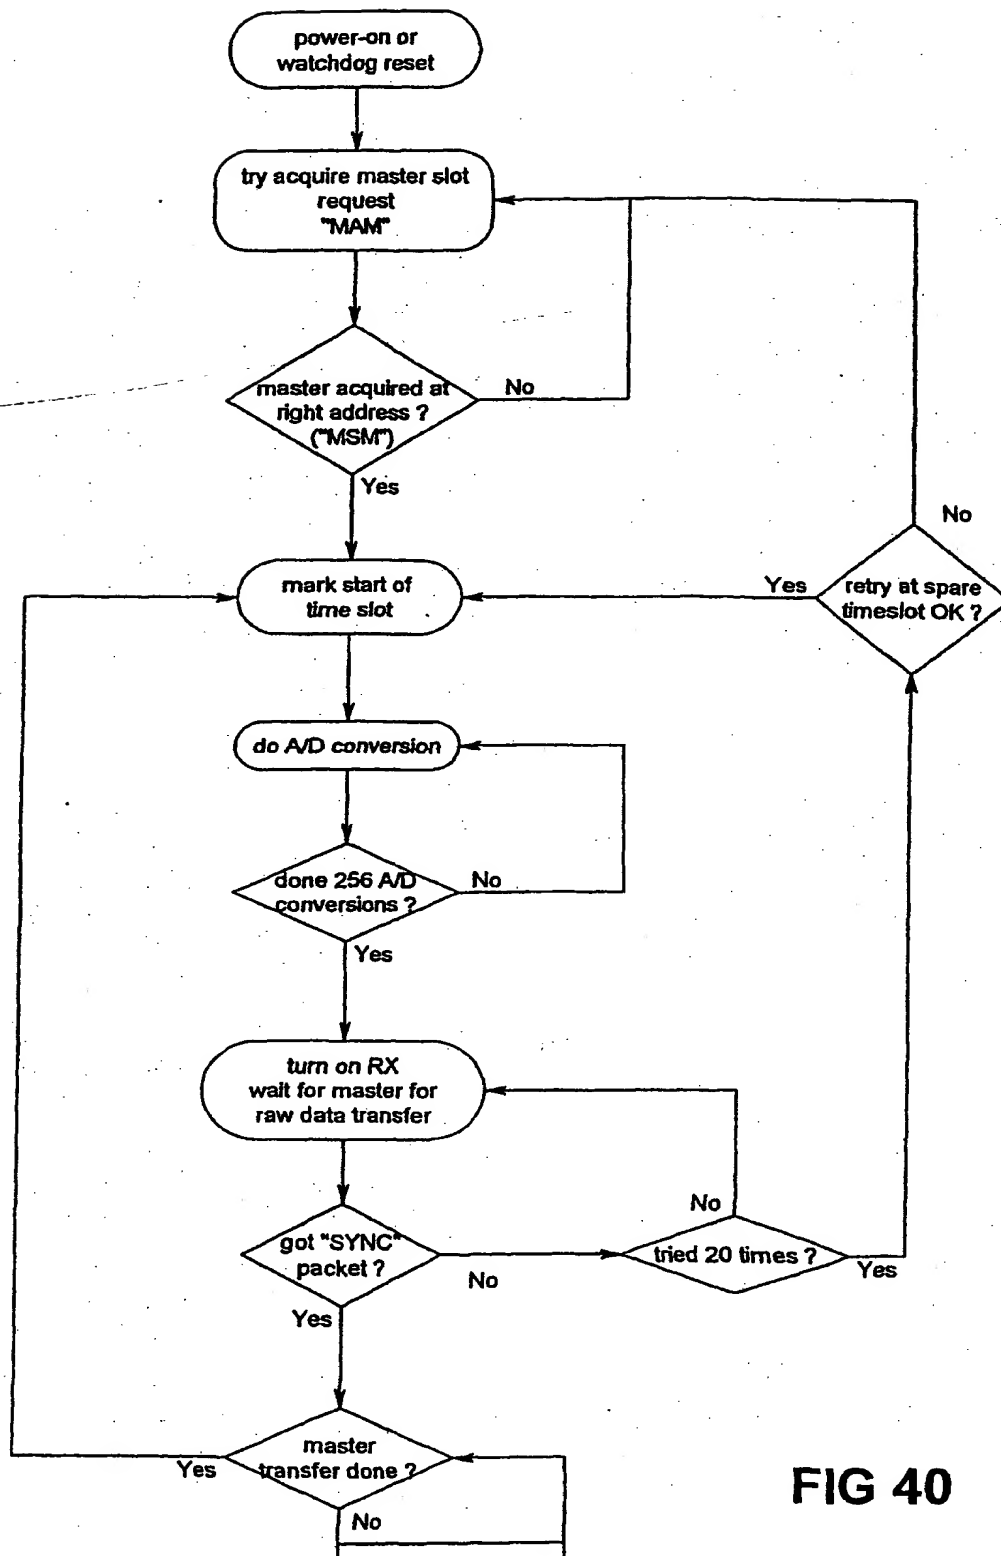 power-on or
watchdog reset
try acquire master slot
request
"MAM"
master acquired at
right address ?
("MSM")
No
Yes
No
mark start of
time slot
Yes
retry at spare
timeslot OK ?
do A/D conversion
done 256 A/D
conversions ?
No
Yes
turn on RX
wait for master for
raw data transfer
No
got "SYNC"
packet ?
No
tried 20 times ?
Yes
Yes
master
transfer done ?
Yes
No
FIG 40